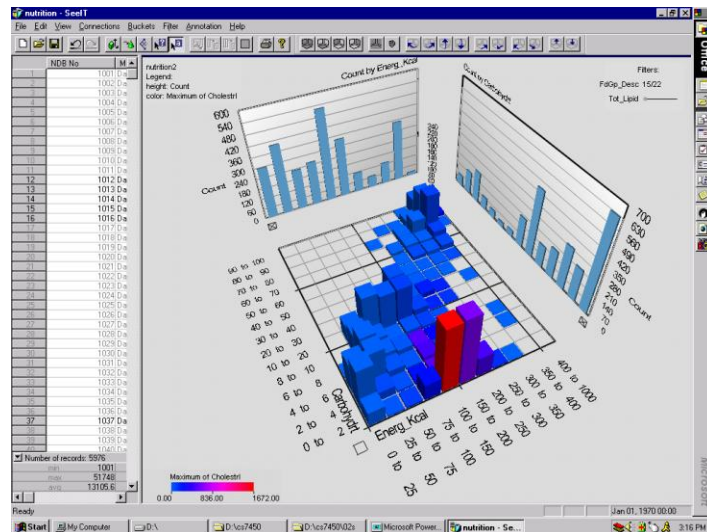 nutrition - SeeIT
File Edit View Connections Buckets Filter Annotation Help
NDB No
1001 Da
1002 Da
1003 Da
1004 Da
1005 Da
1006 Da
1007 Da
1008 Da
1009 Da
1010 Da
1011 Da
12 1012 Da
13 1013 Da
14 1014 Da
15 1015 Da
16 1016 Da
1017 Da
1018 Da
1019 Da
1020 Da
1021 Da
1022 Da
1023 Da
1024 Da
1025 Da
1026 Da
1027 Da
1028 Da
1029 Da
1030 Da
1031 Da
1032 Da
1033 Da
1034 Da
1035 Da
1036 Da
37 1037 Da
1038 Da
1039 Da
Number of records: 5976
min 1001
max 51748
avg 13105.6
nutrition2
Legend:
height: Count
color: Maximum of Cholestrl
Count by Energ_Kcal
600
540
480
420
360
300
240
180
120
60
0
Count
Count by Carbohydrt
Filters:
FdGp_Desc 15/22
Tot_Lipid
700
630
560
490
420
350
280
210
140
70
0
Count
90 to 100
80 to 90
70 to 80
60 to 70
50 to 60
40 to 50
30 to 40
20 to 30
10 to 20
8 to 10
6 to 8
4 to 6
2 to 4
0 to 2
Carbohydrt
Energ_Kcal
0 to 25
25 to 50
50 to 75
75 to 100
100 to 150
150 to 200
200 to 250
250 to 300
300 to 350
350 to 400
400 to 1000
Maximum of Cholestrl
0.00 836.00 1672.00
Ready
Jan 01, 1970 00:00
Office
Microsoft
Start My Computer D:\ D:\cs7450 D:\cs7450\02s Microsoft Power... nutrition - See... 3:16 PM